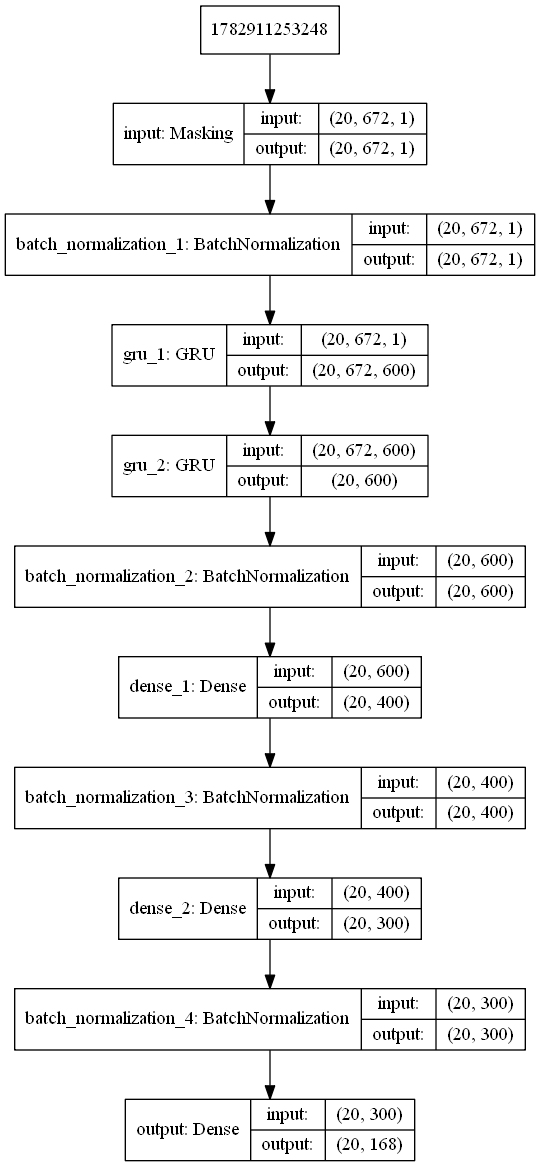 1782911253248
input: Masking
input:
(20, 672, 1)
output:
(20, 672, 1)
batch_normalization_1: BatchNormalization
input:
(20, 672, 1)
output:
(20, 672, 1)
gru_1: GRU
input:
(20, 672, 1)
output:
(20, 672, 600)
gru_2: GRU
input:
(20, 672, 600)
output:
(20, 600)
batch_normalization_2: BatchNormalization
input:
(20, 600)
output:
(20, 600)
dense_1: Dense
input:
(20, 600)
output:
(20, 400)
batch_normalization_3: BatchNormalization
input:
(20, 400)
output:
(20, 400)
dense_2: Dense
input:
(20, 400)
output:
(20, 300)
batch_normalization_4: BatchNormalization
input:
(20, 300)
output:
(20, 300)
output: Dense
input:
(20, 300)
output:
(20, 168)